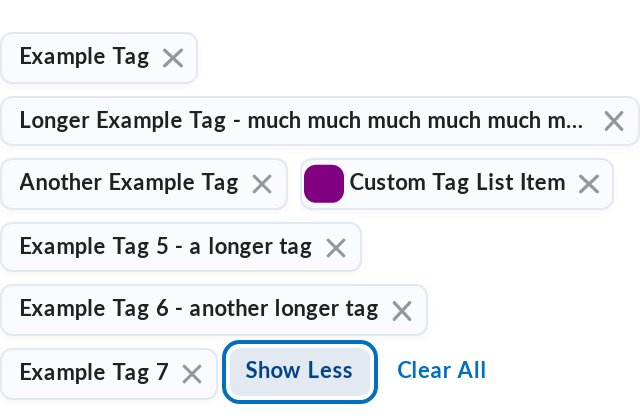 Example Tag
Longer Example Tag - much much much much much m...
Another Example Tag
Custom Tag List Item
Example Tag 5 - a longer tag
Example Tag 6 - another longer tag
Example Tag 7
Show Less
Clear All